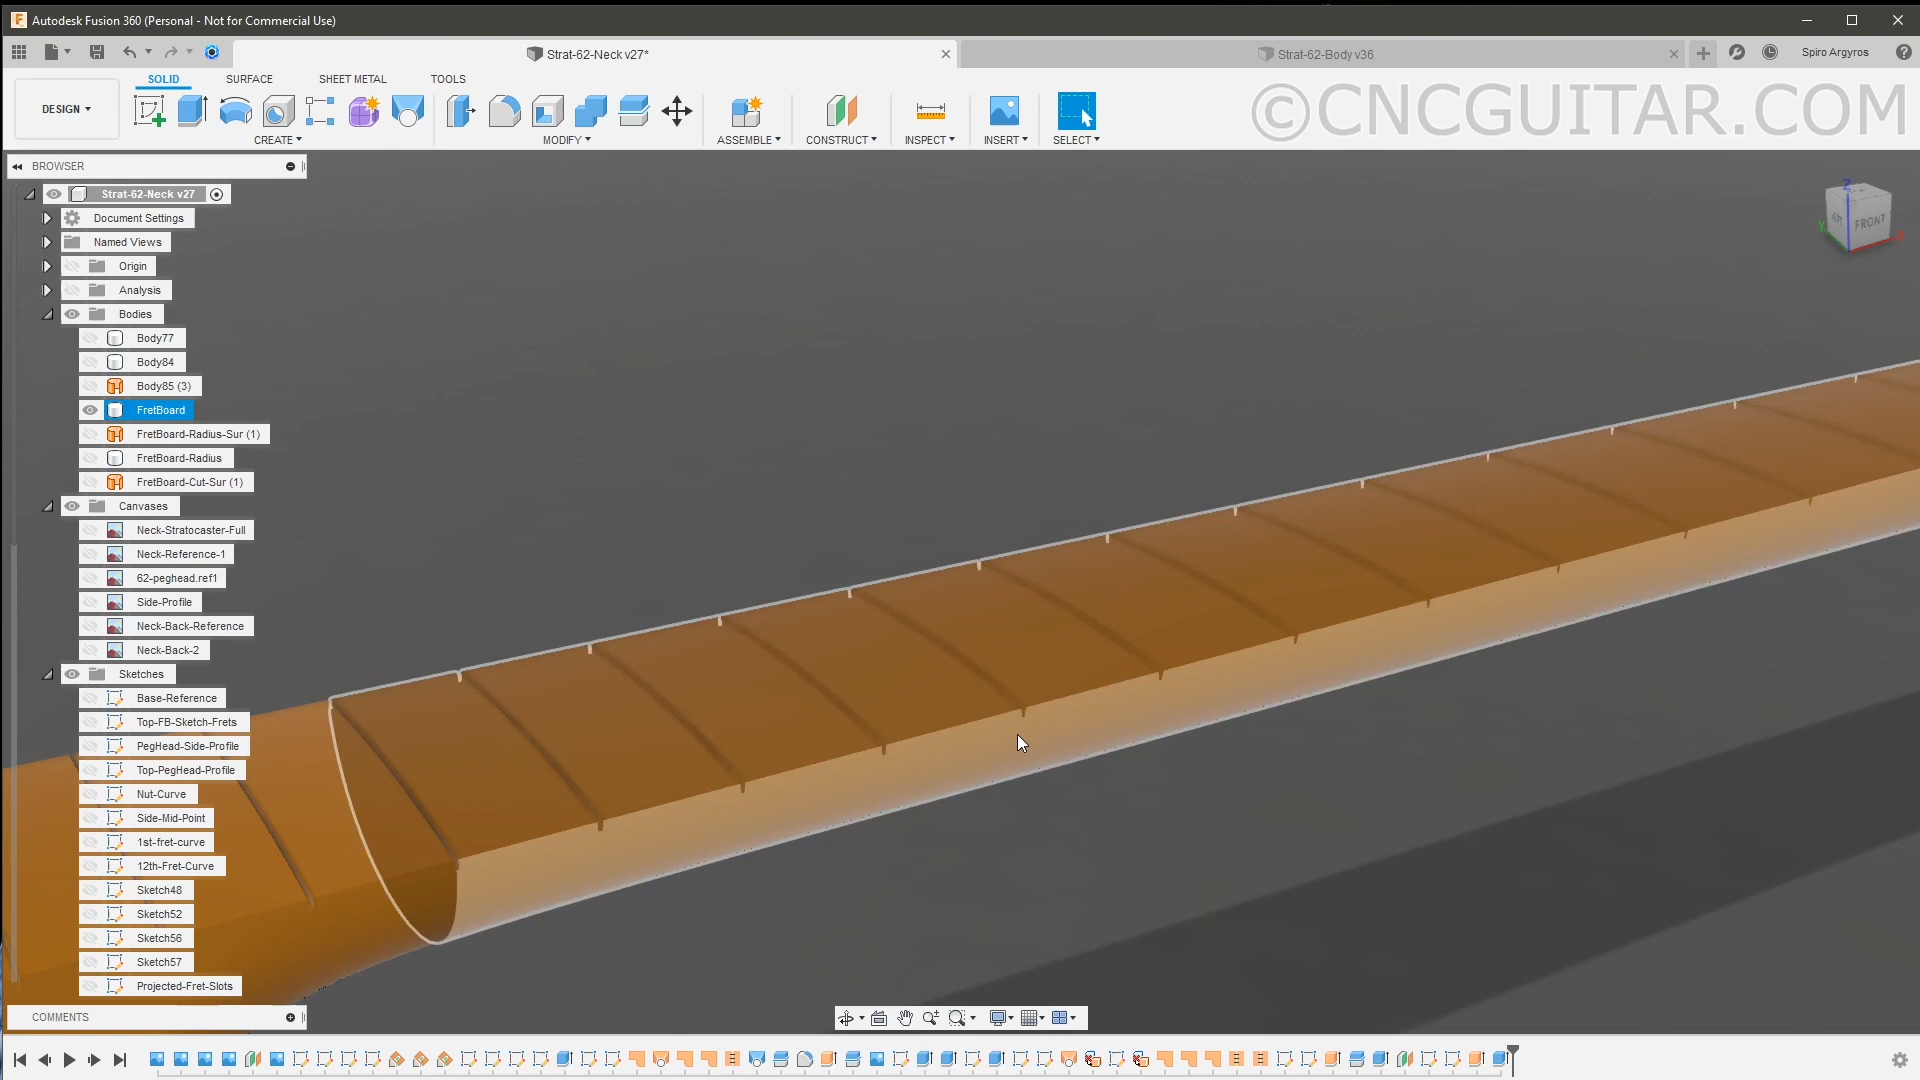 Autodesk Fusion 360 (Personal - Not for Commercial Use)
Strat-62-Neck v27*
Strat-62-Body v36
Spiro Argyros
DESIGN
SOLID
SURFACE
SHEET METAL
TOOLS
CREATE
MODIFY
ASSEMBLE
CONSTRUCT
INSPECT
INSERT
SELECT
©CNCGUITAR.COM
BROWSER
Strat-62-Neck v27
Document Settings
Named Views
Origin
Analysis
Bodies
Body77
Body84
Body85 (3)
FretBoard
FretBoard-Radius-Sur (1)
FretBoard-Radius
FretBoard-Cut-Sur (1)
Canvases
Neck-Stratocaster-Full
Neck-Reference-1
62-peghead.ref1
Side-Profile
Neck-Back-Reference
Neck-Back-2
Sketches
Base-Reference
Top-FB-Sketch-Frets
PegHead-Side-Profile
Top-PegHead-Profile
Nut-Curve
Side-Mid-Point
1st-fret-curve
12th-Fret-Curve
Sketch48
Sketch52
Sketch56
Sketch57
Projected-Fret-Slots
COMMENTS
Z
FRONT